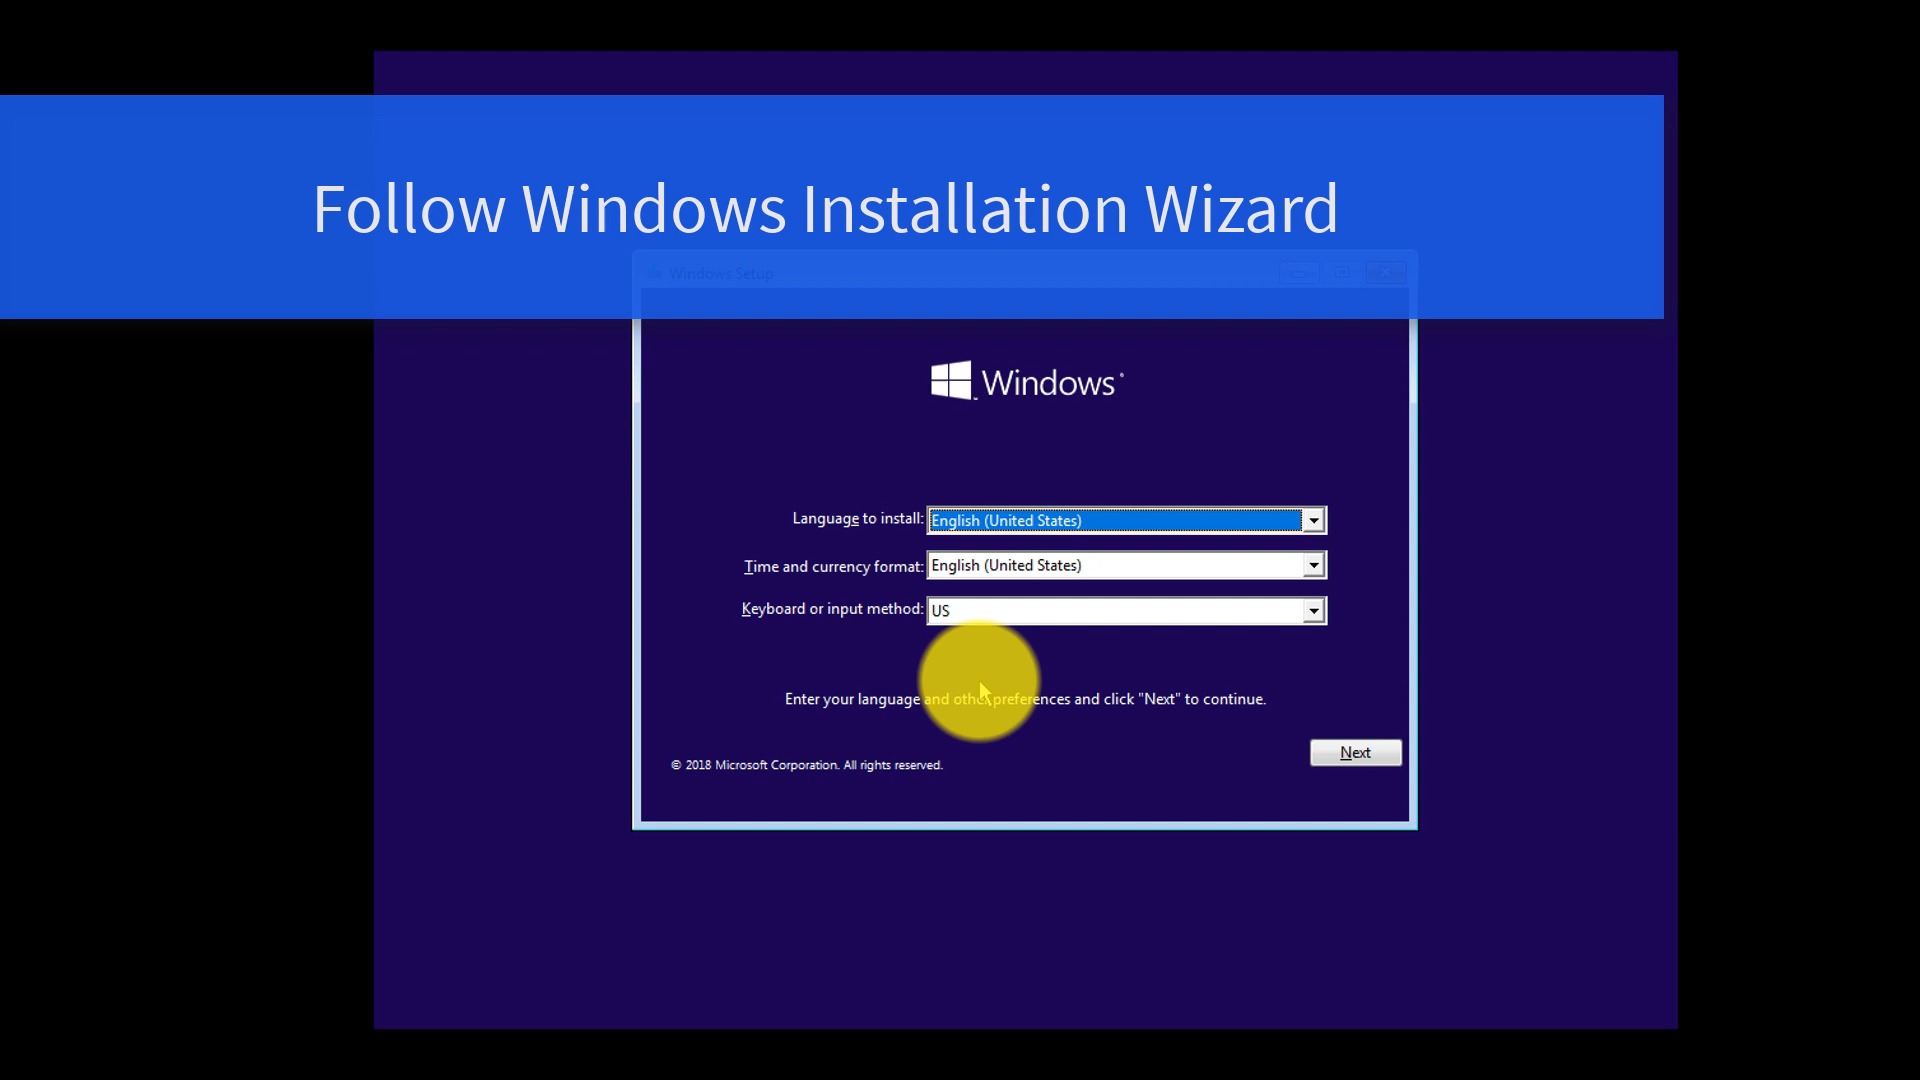 Follow Windows Installation Wizard
Windows Setup
Windows
Language to install: English (United States)
Time and currency format: English (United States)
Keyboard or input method: US
Enter your language and other preferences and click "Next" to continue.
Next
© 2018 Microsoft Corporation. All rights reserved.